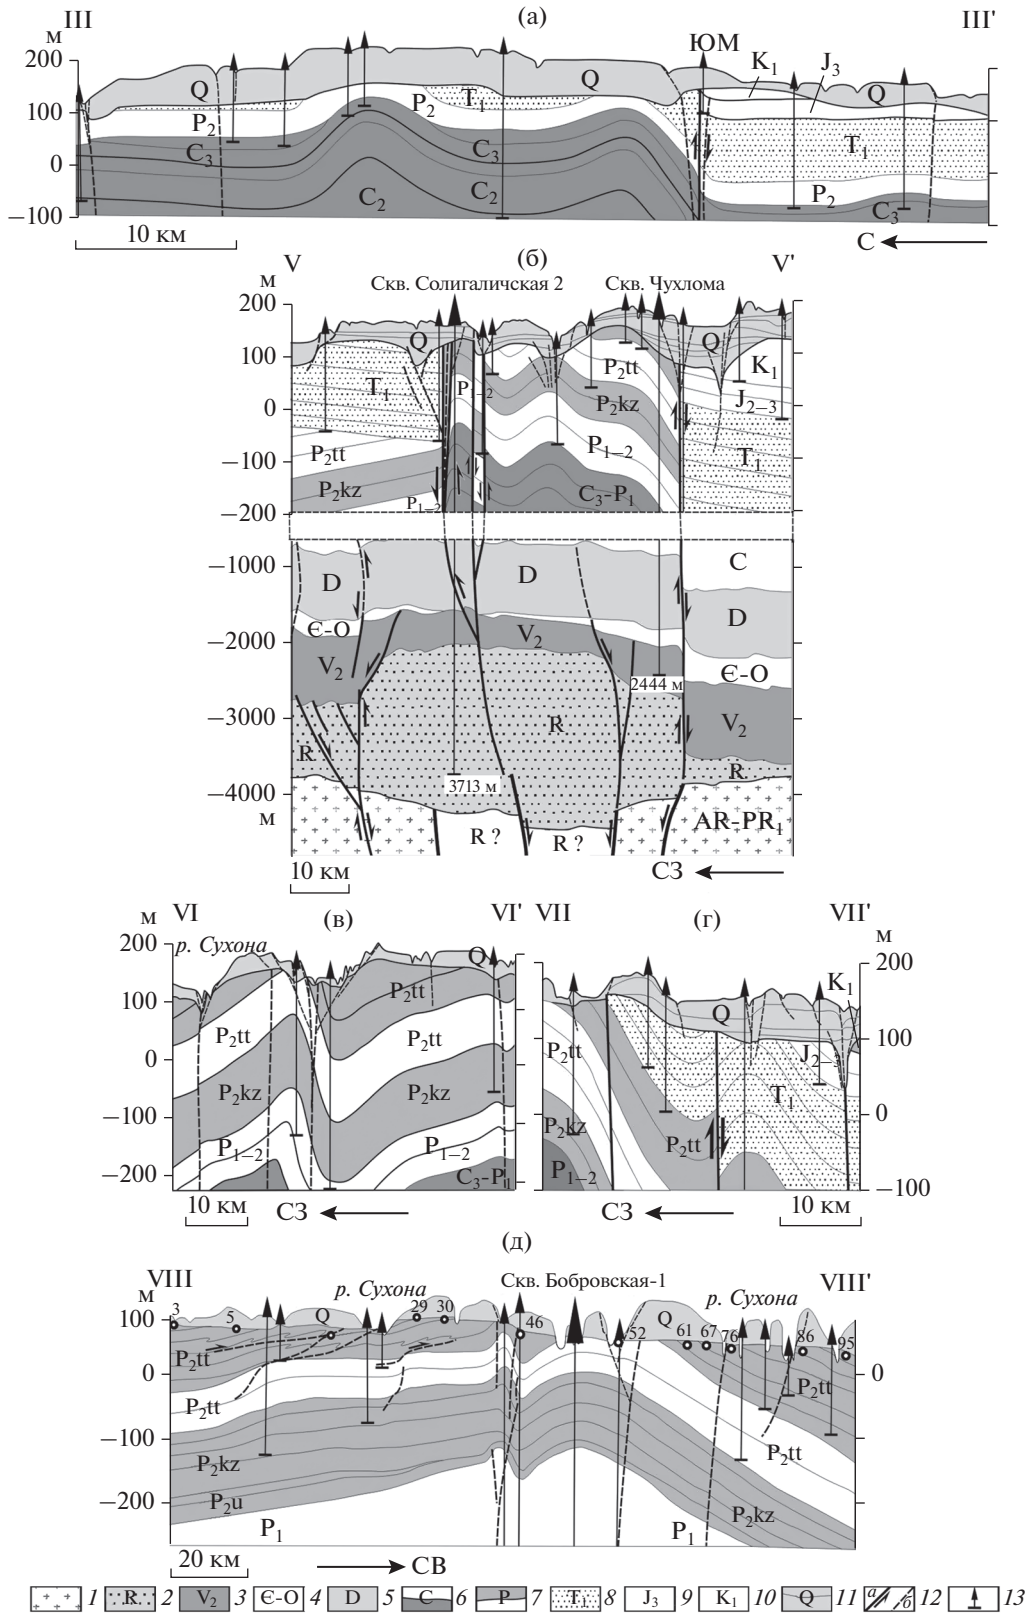 (а)
III
III'
м
ЮМ
K₁
J₃
200
100
0
−100
Q
P₂
C₃
C₂
P₂
T₁
C₃
C₂
Q
Q
T₁
P₂
C₃
10 км
С
(б)
V
V'
м
Скв. Солигаличская 2
Скв. Чухлома
200
100
0
−100
−200
Q
T₁
P₂tt
P₂kz
P₁₋₂
P₁₋₂
P₂tt
P₂kz
P₁₋₂
C₃-P₁
Q
K₁
J₂₋₃
T₁
−1000
−2000
−3000
−4000
м
D
Є-O
V₂
R
D
V₂
R
2444 м
3713 м
R ?
R ?
C
D
Є-O
V₂
R
AR-PR₁
10 км
СЗ
(в)
VI
VI'
м
р. Сухона
200
100
0
−100
−200
Q
P₂tt
P₂tt
P₂tt
P₂kz
P₂kz
P₁₋₂
P₁₋₂
C₃-P₁
10 км
СЗ
(г)
VII
VII'
м
200
100
0
−100
K₁
Q
J₂₋₃
P₂tt
T₁
P₂kz
P₂tt
P₁₋₂
СЗ
10 км
(д)
VIII
VIII'
м
р. Сухона
Скв. Бобровская-1
р. Сухона
100
0
−100
−200
0
3
5
Q
29
30
46
52
Q
61
67
76
86
95
P₂tt
P₂tt
P₂kz
P₂u
P₁
P₂tt
P₂tt
P₂kz
P₁
20 км
СВ
1
R 2
V₂ 3
Є-O 4
D 5
C 6
P 7
T₁ 8
J₃ 9
K₁ 10
Q 11
а б 12
13